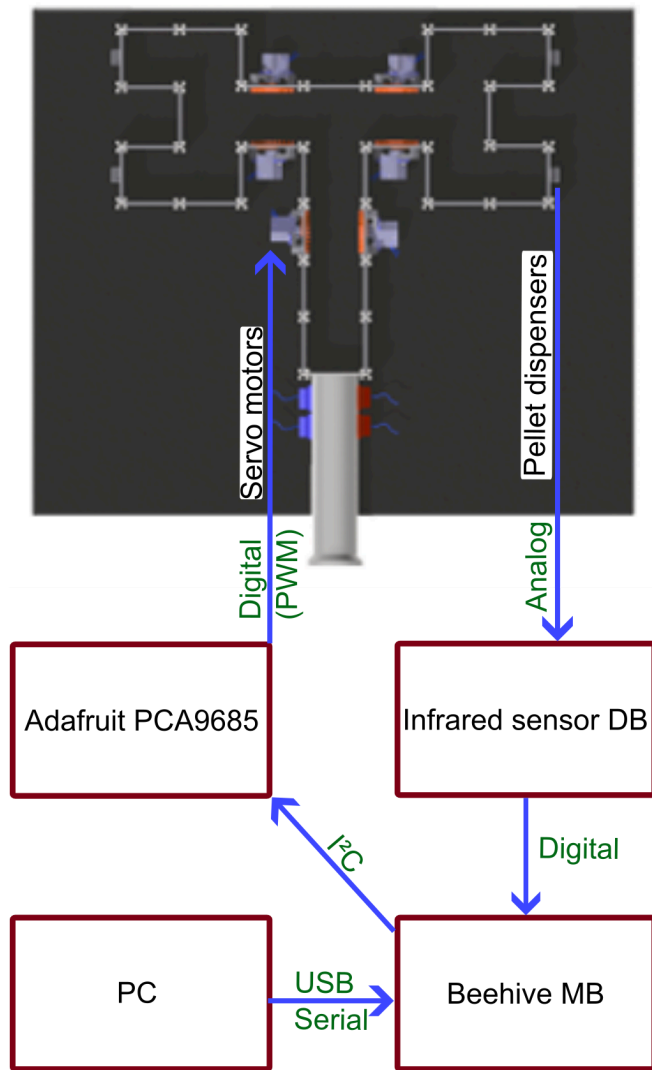 Servo motors
Pellet dispensers
Digital
(PWM)
Analog
Adafruit PCA9685
Infrared sensor DB
I²C
Digital
PC
USB
Serial
Beehive MB